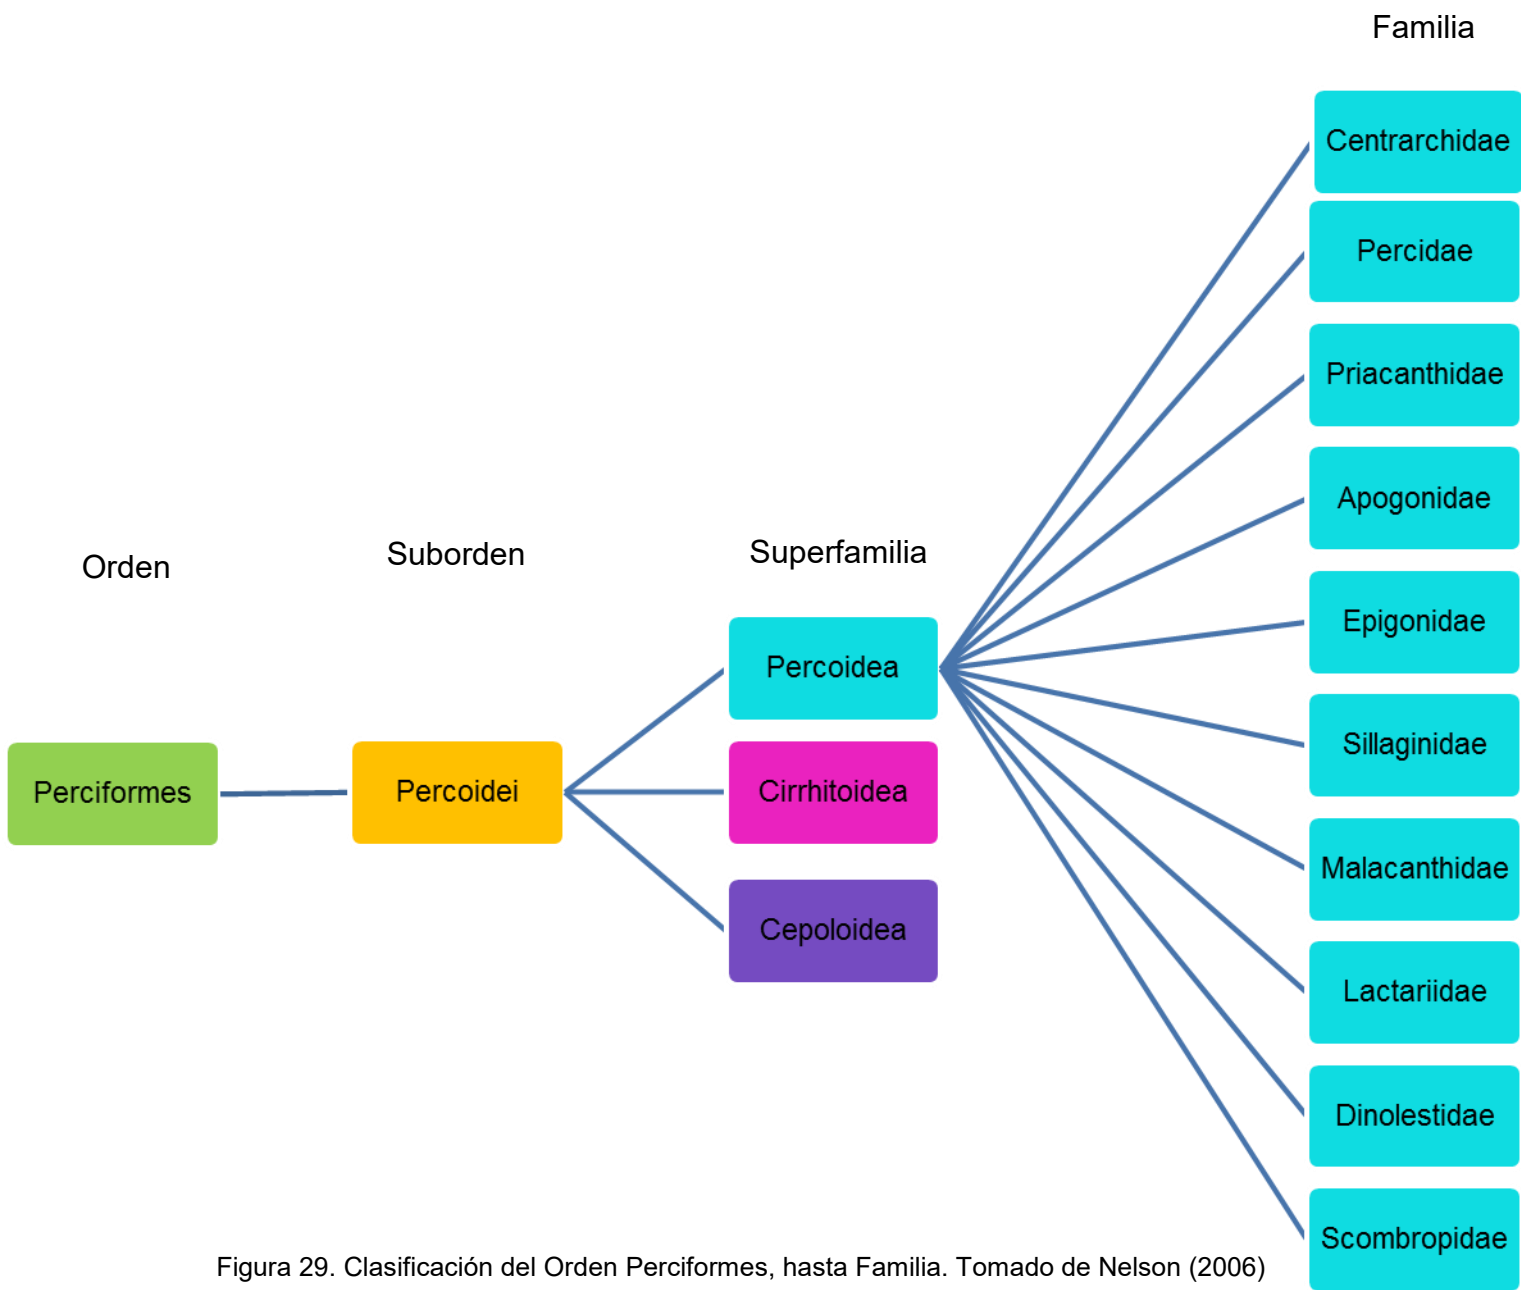 Familia
Centrarchidae
Percidae
Priacanthidae
Apogonidae
Orden
Suborden
Superfamilia
Epigonidae
Percoidea
Sillaginidae
Perciformes
Percoidei
Cirrhitoidea
Malacanthidae
Cepoloidea
Lactariidae
Dinolestidae
Scombropidae
Figura 29. Clasificación del Orden Perciformes, hasta Familia. Tomado de Nelson (2006)